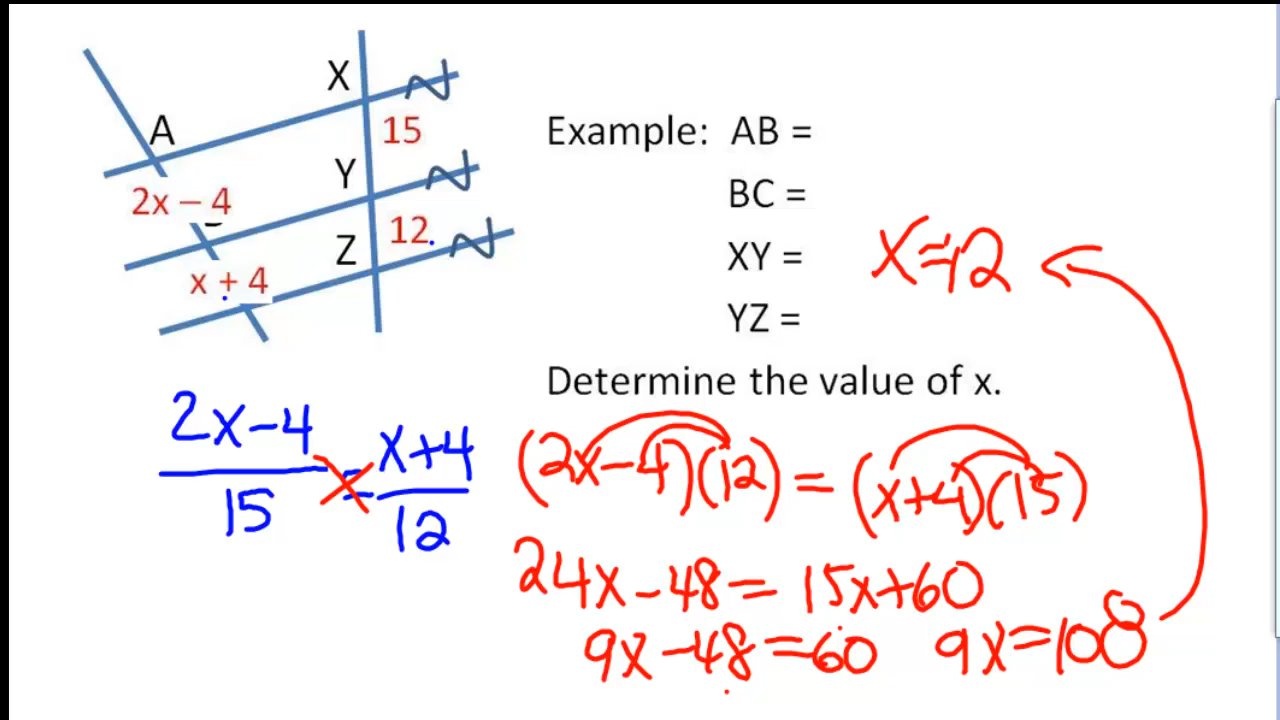 X
A
15
Example: AB =
Y
2x – 4
BC =
12
Z
XY =
x = 12
x + 4
YZ =
Determine the value of x.
2x-4 = x+4
15 12
(2x-4)(12) = (x+4)(15)
24x-48 = 15x+60
9x-48=60 9x=108